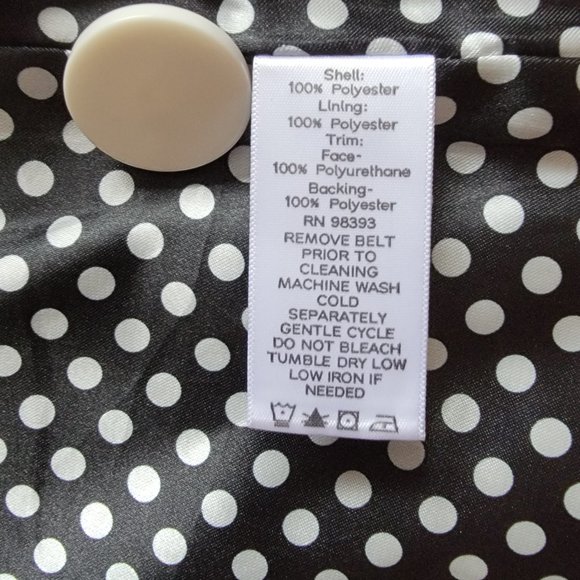 Shell:
100% Polyester
Lining:
100% Polyester
Trim:
Face-
100% Polyurethane
Backing-
100% Polyester
RN 98393
REMOVE BELT
PRIOR TO
CLEANING
MACHINE WASH
COLD
SEPARATELY
GENTLE CYCLE
DO NOT BLEACH
TUMBLE DRY LOW
LOW IRON IF
NEEDED